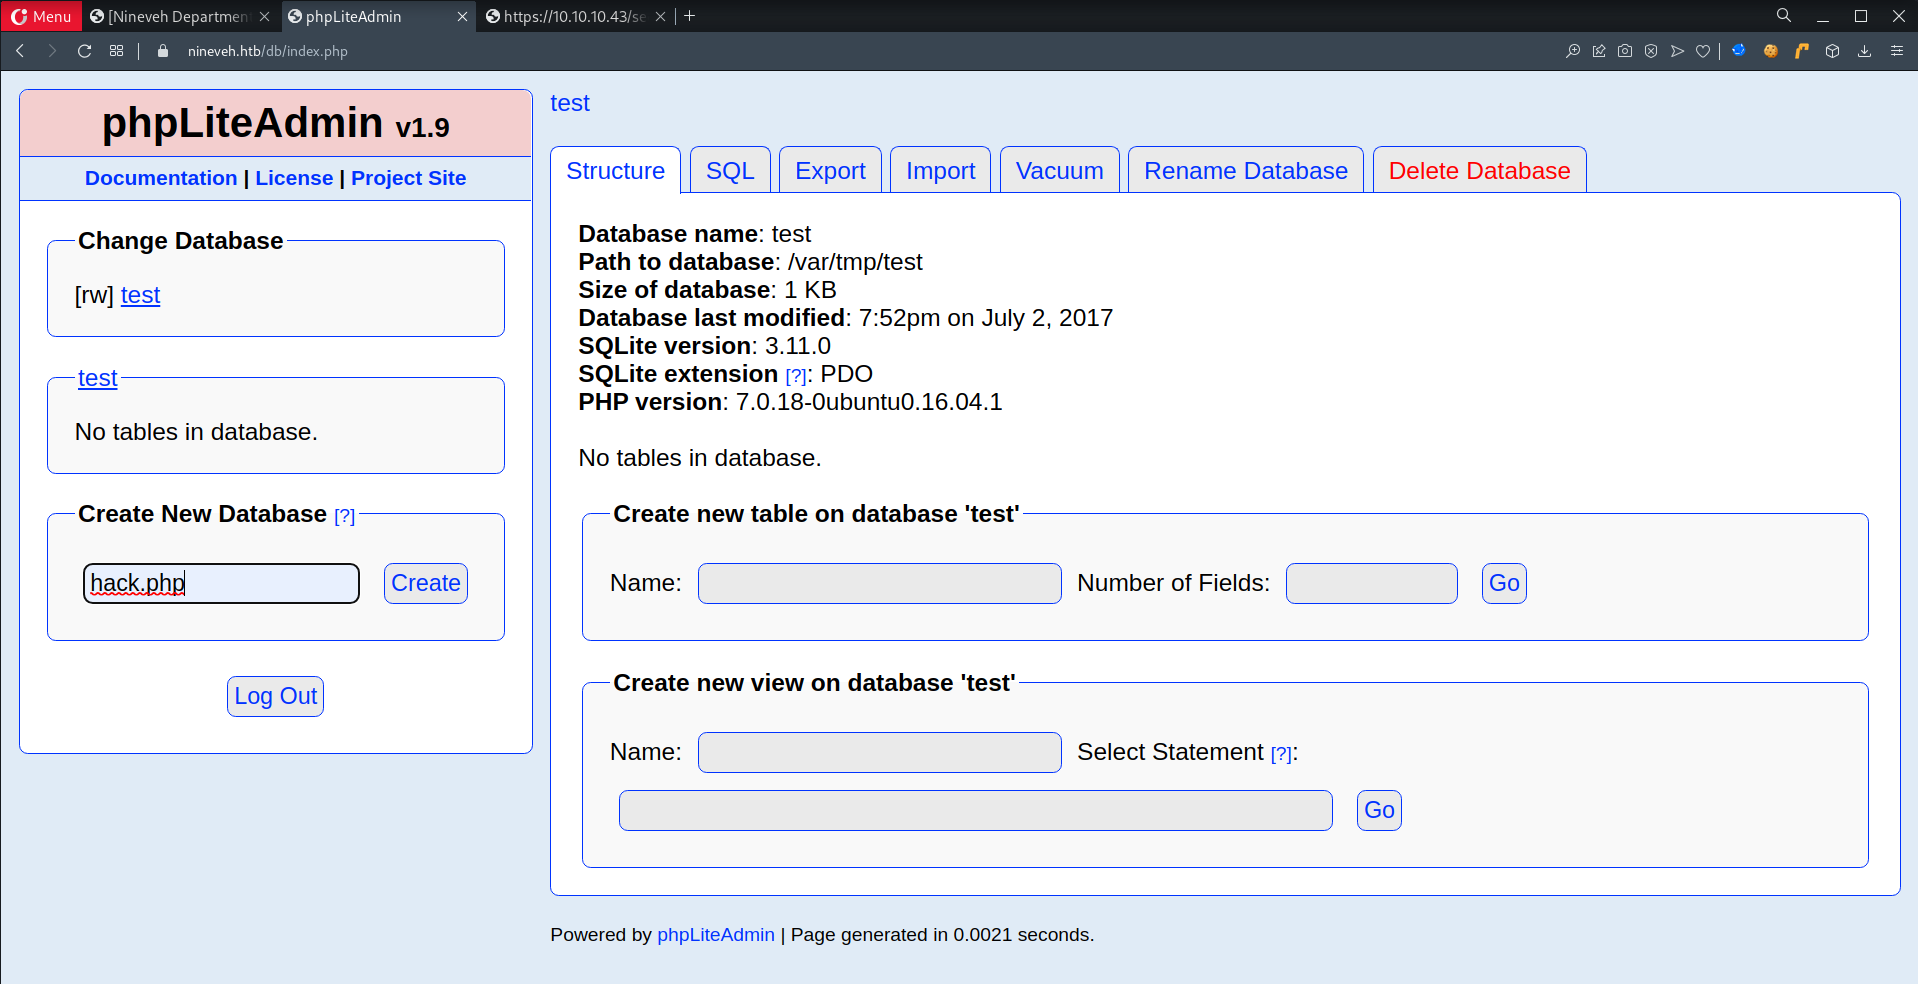 Menu
[Nineveh Departmen
phpLiteAdmin
https://10.10.10.43/se
nineveh.htb/db/index.php
phpLiteAdmin v1.9
Documentation | License | Project Site
Change Database
[rw] test
test
No tables in database.
Create New Database [?]
hack.php
Create
Log Out
test
Structure
SQL
Export
Import
Vacuum
Rename Database
Delete Database
Database name: test
Path to database: /var/tmp/test
Size of database: 1 KB
Database last modified: 7:52pm on July 2, 2017
SQLite version: 3.11.0
SQLite extension [?]: PDO
PHP version: 7.0.18-0ubuntu0.16.04.1
No tables in database.
Create new table on database 'test'
Name:
Number of Fields:
Go
Create new view on database 'test'
Name:
Select Statement [?]:
Go
Powered by phpLiteAdmin | Page generated in 0.0021 seconds.